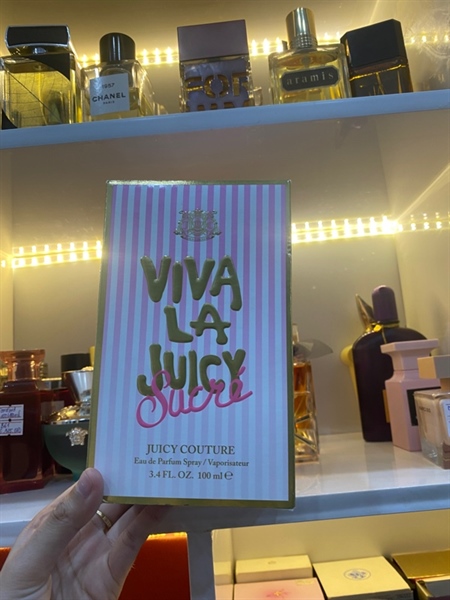 CHANEL
PARIS
aramis
VIVA
LA
JUICY
Sucré
JUICY COUTURE
Eau de Parfum Spray / Vaporisateur
3.4 FL. OZ. 100 ml ℮